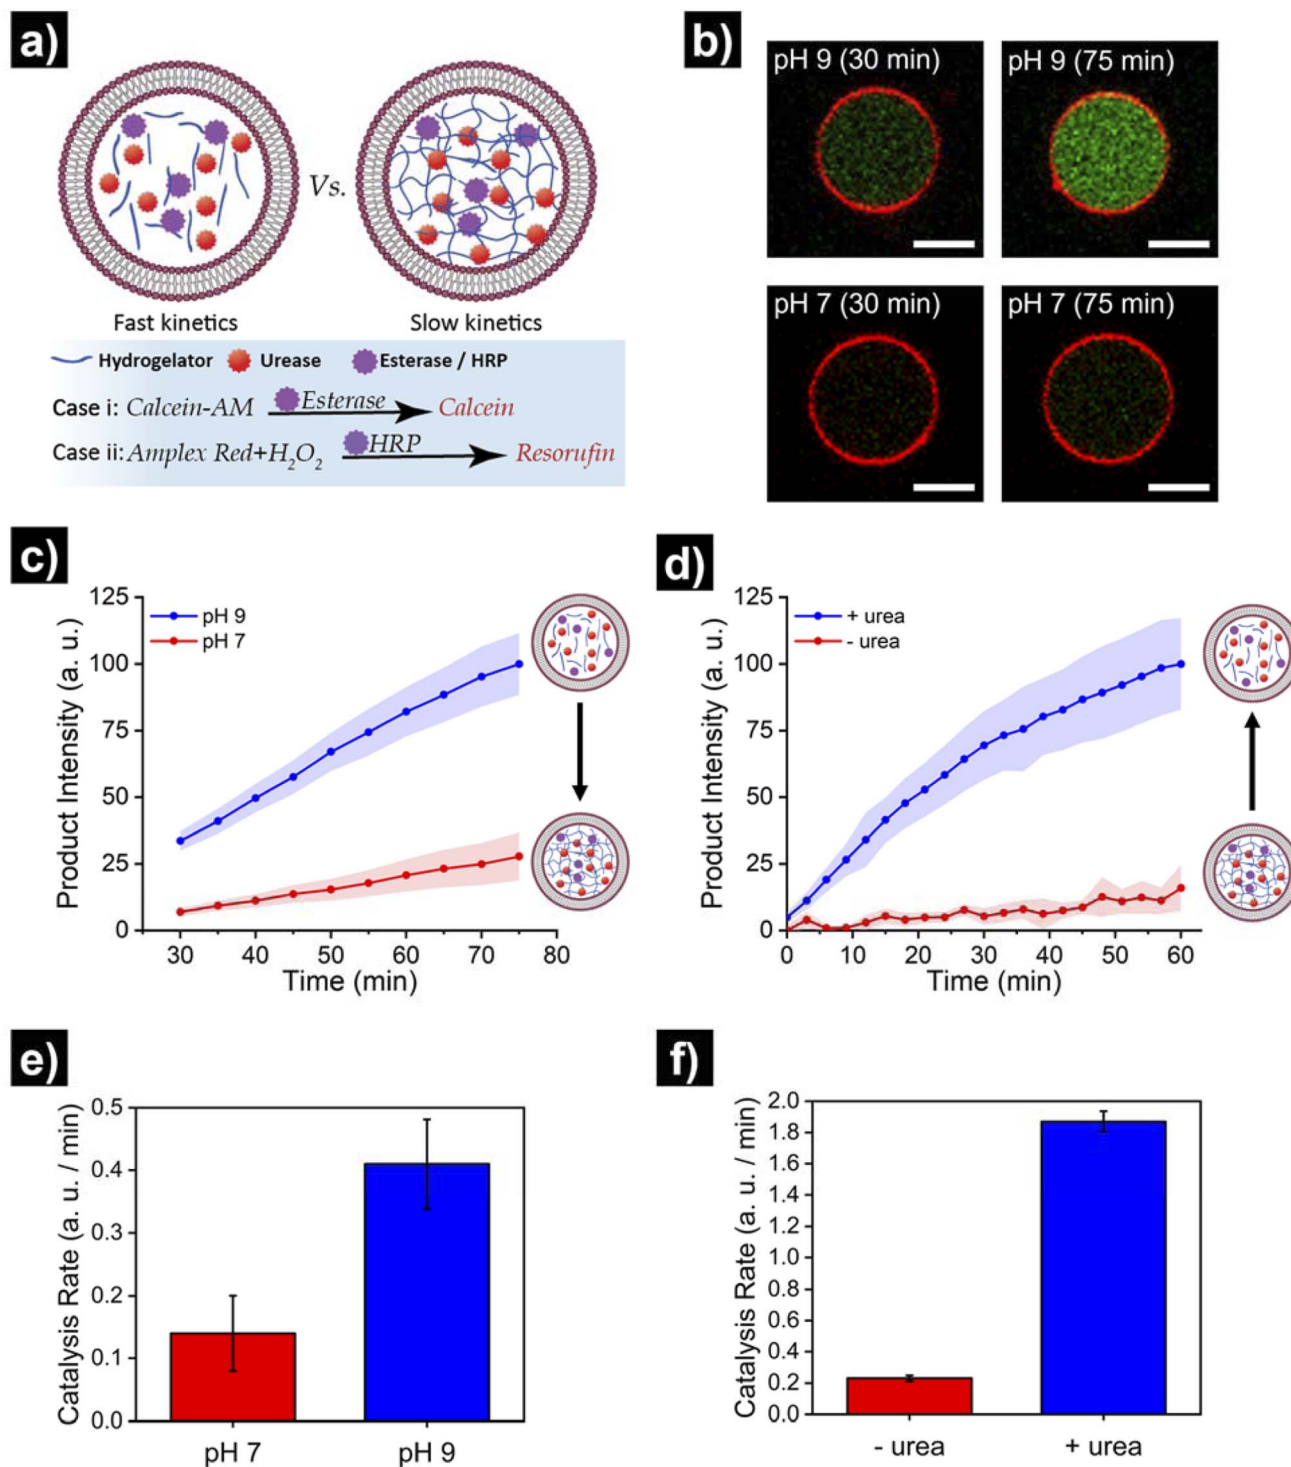 a)
Vs.
Fast kinetics
Slow kinetics
Hydrogelator
Urease
Esterase / HRP
Case i: Calcein-AM
Esterase
Calcein
Case ii: Amplex Red+H₂O₂
HRP
Resorufin
b)
pH 9 (30 min)
pH 9 (75 min)
pH 7 (30 min)
pH 7 (75 min)
c)
Product Intensity (a. u.)
125
100
75
50
25
0
pH 9
pH 7
30
40
50
60
70
80
Time (min)
d)
Product Intensity (a. u.)
125
100
75
50
25
0
+ urea
- urea
0
10
20
30
40
50
60
Time (min)
e)
Catalysis Rate (a. u. / min)
0.5
0.4
0.3
0.2
0.1
0.0
pH 7
pH 9
f)
Catalysis Rate (a. u. / min)
2.0
1.8
1.6
1.4
1.2
1.0
0.8
0.6
0.4
0.2
0.0
- urea
+ urea